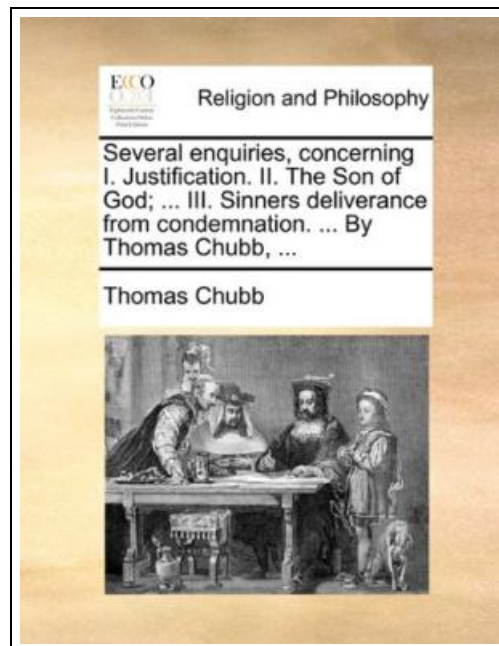 ECCO
Religion and Philosophy
Several enquiries, concerning
I. Justification. II. The Son of
God; ... III. Sinners deliverance
from condemnation. ... By
Thomas Chubb, ...
Thomas Chubb